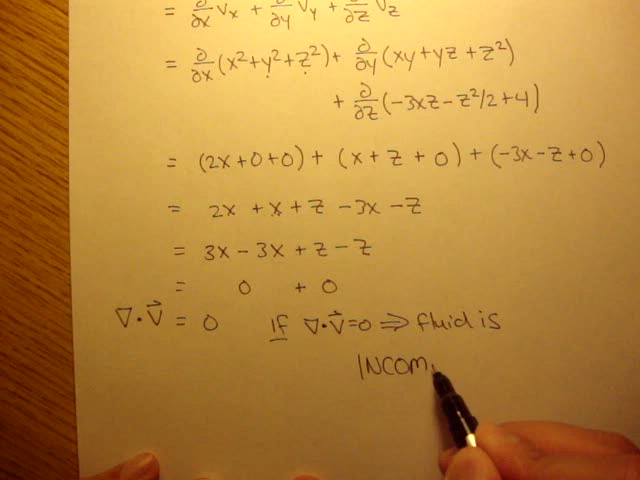 = ∂/∂x Vx + ∂/∂y Vy + ∂/∂z Vz
= ∂/∂x (x²+y²+z²) + ∂/∂y (xy+yz+z²)
+ ∂/∂z (-3xz-z²/2+4)
= (2x+0+0) + (x+z+0) + (-3x-z+0)
= 2x + x + z - 3x - z
= 3x - 3x + z - z
= 0 + 0
∇·V⃗ = 0 If ∇·V⃗=0 ⇒ fluid is
INCOM